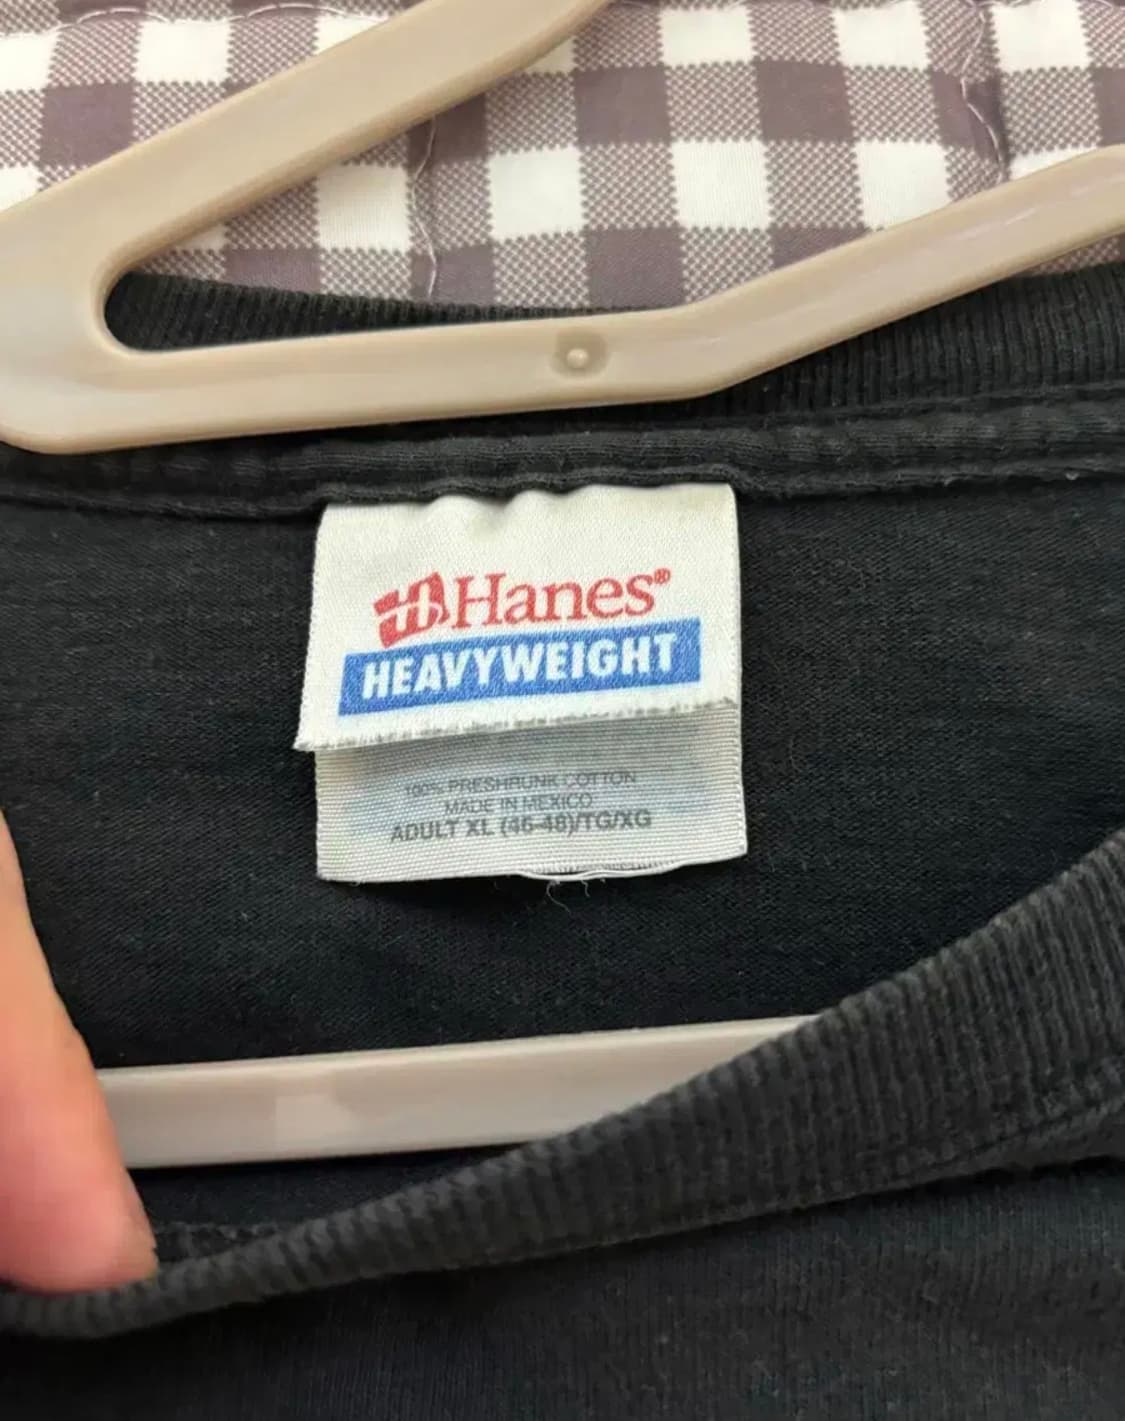 Hanes®
HEAVYWEIGHT
100% PRESHRUNK COTTON
MADE IN MEXICO
ADULT XL (46-48)/TG/XG